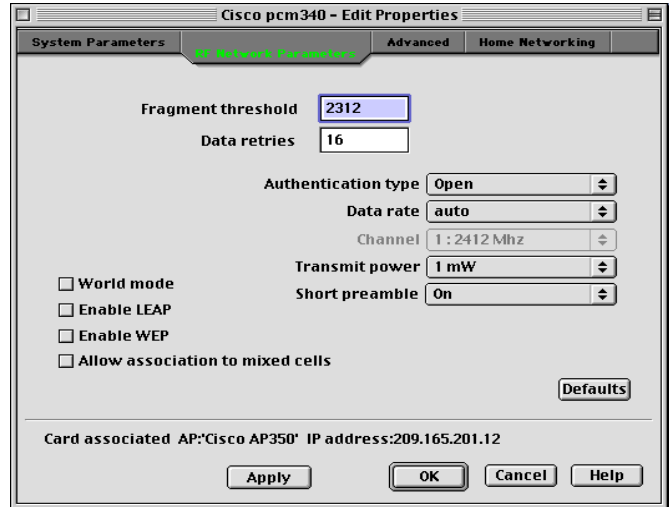 Cisco pcm340 - Edit Properties
System Parameters
RF Network Parameters
Advanced
Home Networking
Fragment threshold 2312
Data retries 16
Authentication type Open
Data rate auto
Channel 1:2412 Mhz
Transmit power 1 mW
Short preamble On
World mode
Enable LEAP
Enable WEP
Allow association to mixed cells
Defaults
Card associated AP:'Cisco AP350' IP address:209.165.201.12
Apply OK Cancel Help